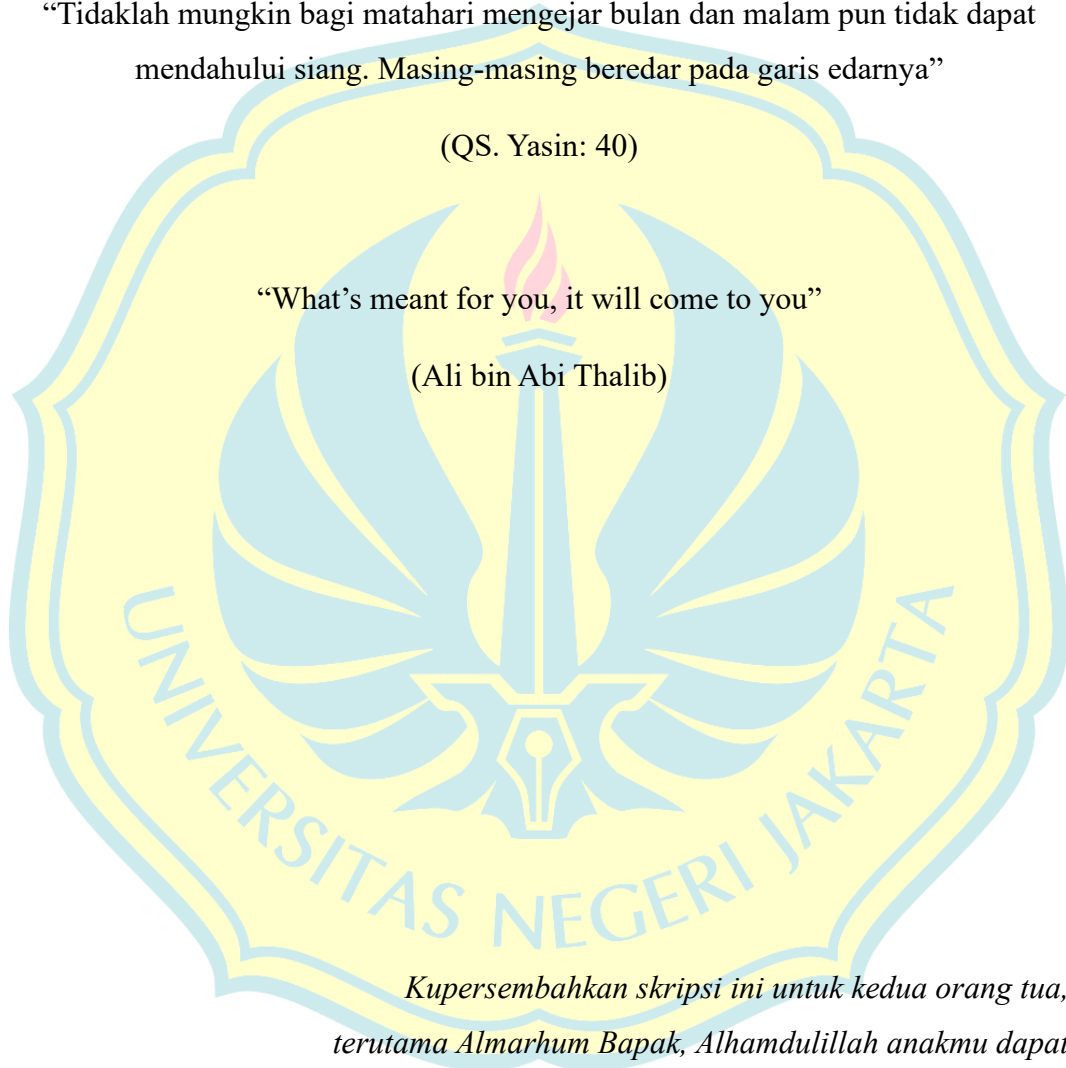 “Tidaklah mungkin bagi matahari mengejar bulan dan malam pun tidak dapat
mendahului siang. Masing-masing beredar pada garis edarnya”
(QS. Yasin: 40)
“What’s meant for you, it will come to you”
(Ali bin Abi Thalib)
UNIVERSITAS NEGERI JAKARTA
Kupersembahkan skripsi ini untuk kedua orang tua,
terutama Almarhum Bapak, Alhamdulillah anakmu dapat